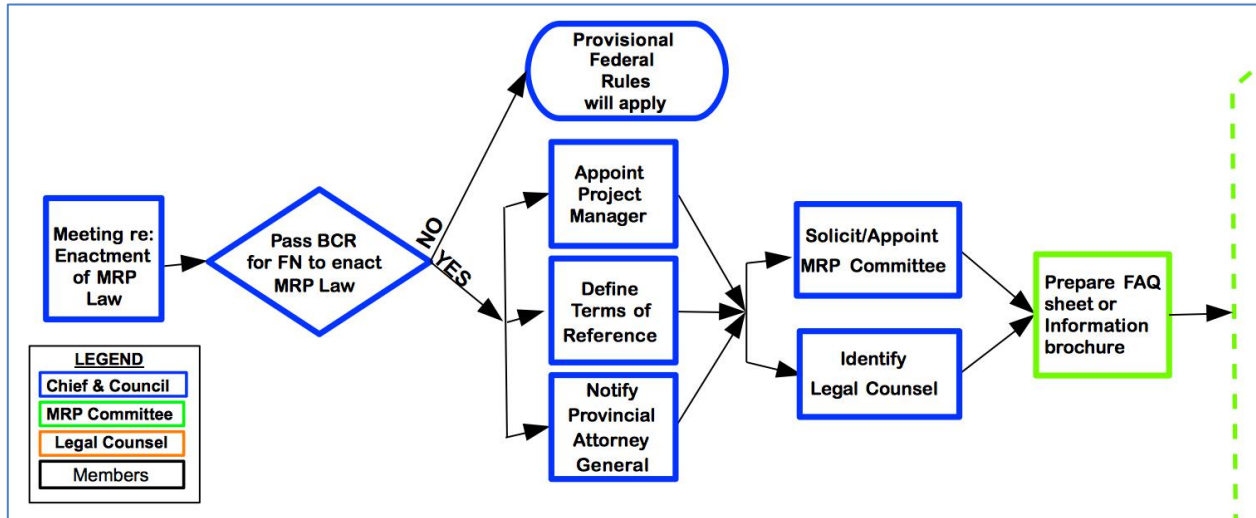 Provisional
Federal
Rules
will apply
Meeting re:
Enactment
of MRP
Law
Pass BCR
for FN to enact
MRP Law
NO
YES
Appoint
Project
Manager
Define
Terms of
Reference
Notify
Provincial
Attorney
General
Solicit/Appoint
MRP Committee
Identify
Legal Counsel
Prepare FAQ
sheet or
Information
brochure
LEGEND
Chief & Council
MRP Committee
Legal Counsel
Members